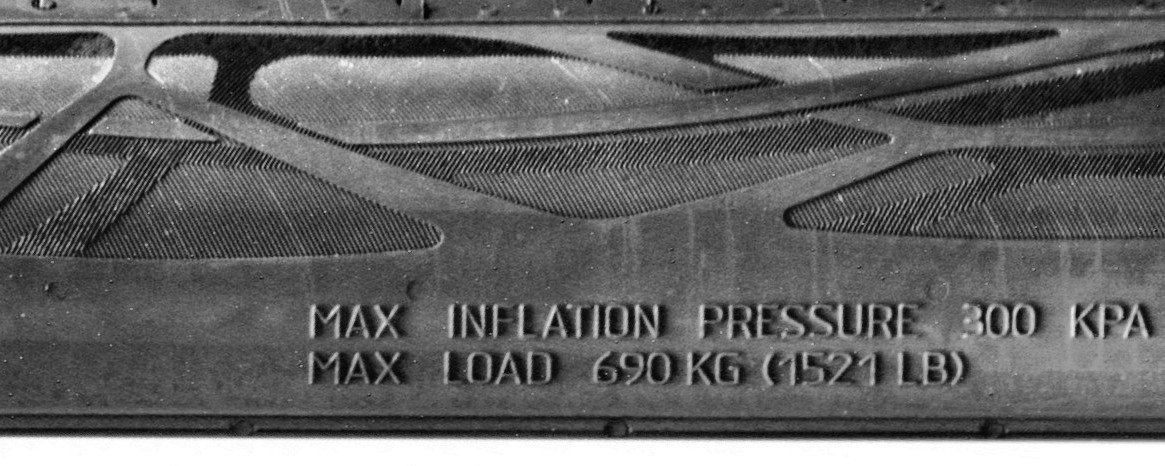 MAX INFLATION PRESSURE 300 KPA
MAX LOAD 690 KG (1521 LB)